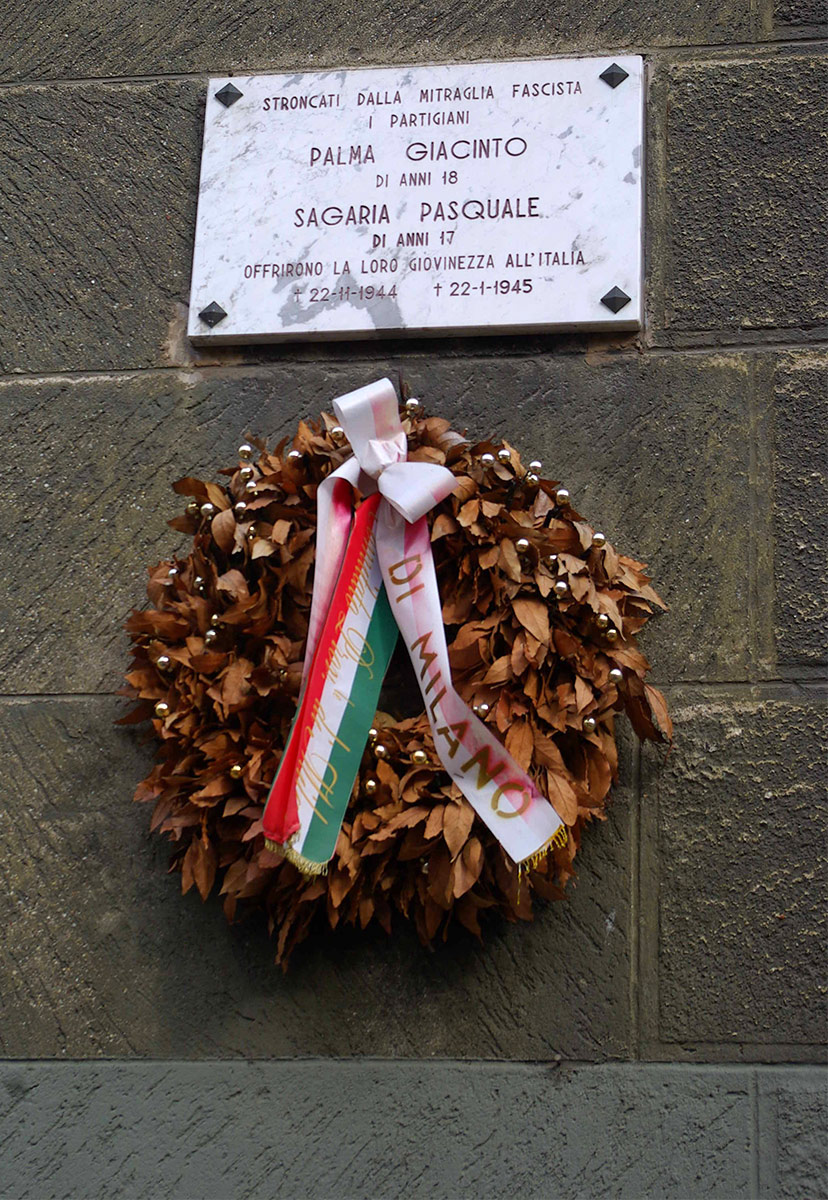 STRONCATI DALLA MITRAGLIA FASCISTA
I PARTIGIANI
PALMA GIACINTO
DI ANNI 18
SAGARIA PASQUALE
DI ANNI 17
OFFRIRONO LA LORO GIOVINEZZA ALL'ITALIA
† 22-11-1944 † 22-1-1945
DI MILANO